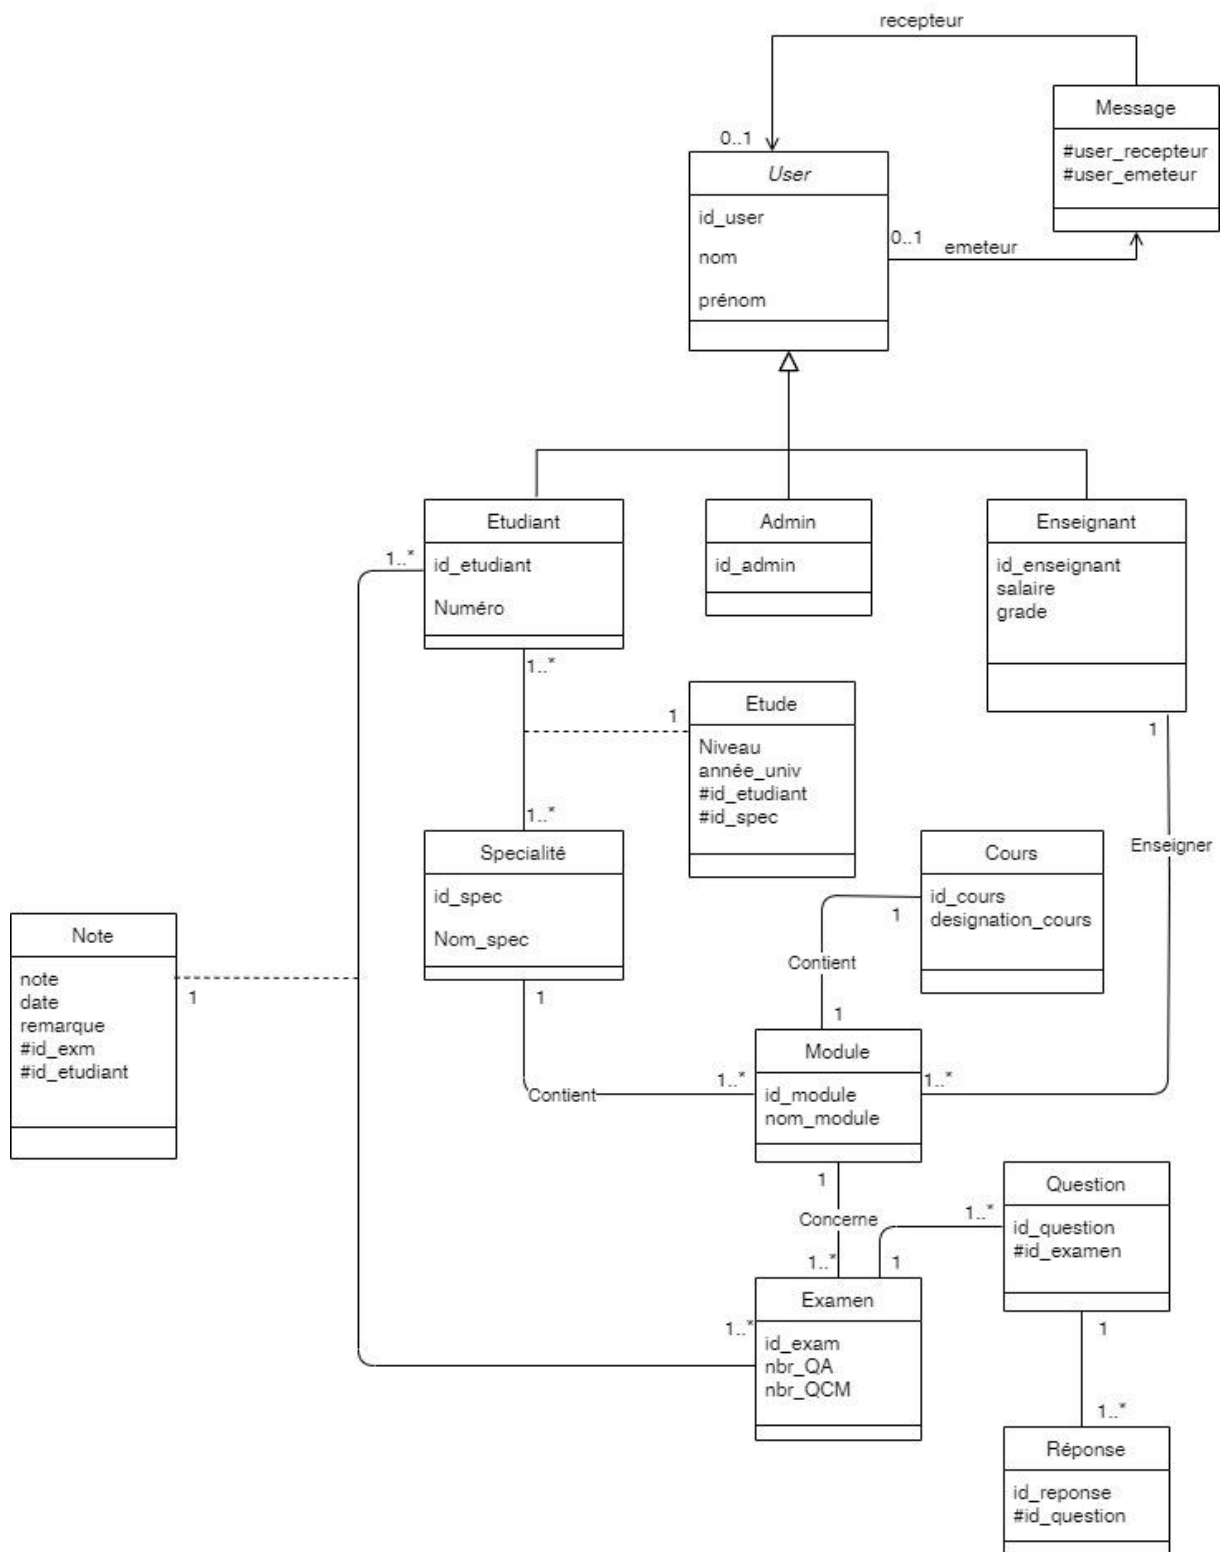 recepteur
Message
#user_recepteur
#user_emeteur
0..1
User
id_user
nom
prénom
0..1
emeteur
Etudiant
id_etudiant
Numéro
1..*
Admin
id_admin
Enseignant
id_enseignant
salaire
grade
1..*
1
Etude
Niveau
année_univ
#id_etudiant
#id_spec
1
1..*
Specialité
id_spec
Nom_spec
Enseigner
Cours
id_cours
designation_cours
1
Contient
1
Note
note
date
remarque
#id_exm
#id_etudiant
1
1
Contient
1..*
Module
id_module
nom_module
1..*
1
Concerne
1..*
1
1..*
Question
id_question
#id_examen
Examen
id_exam
nbr_QA
nbr_QCM
1..*
1
1..*
Réponse
id_reponse
#id_question